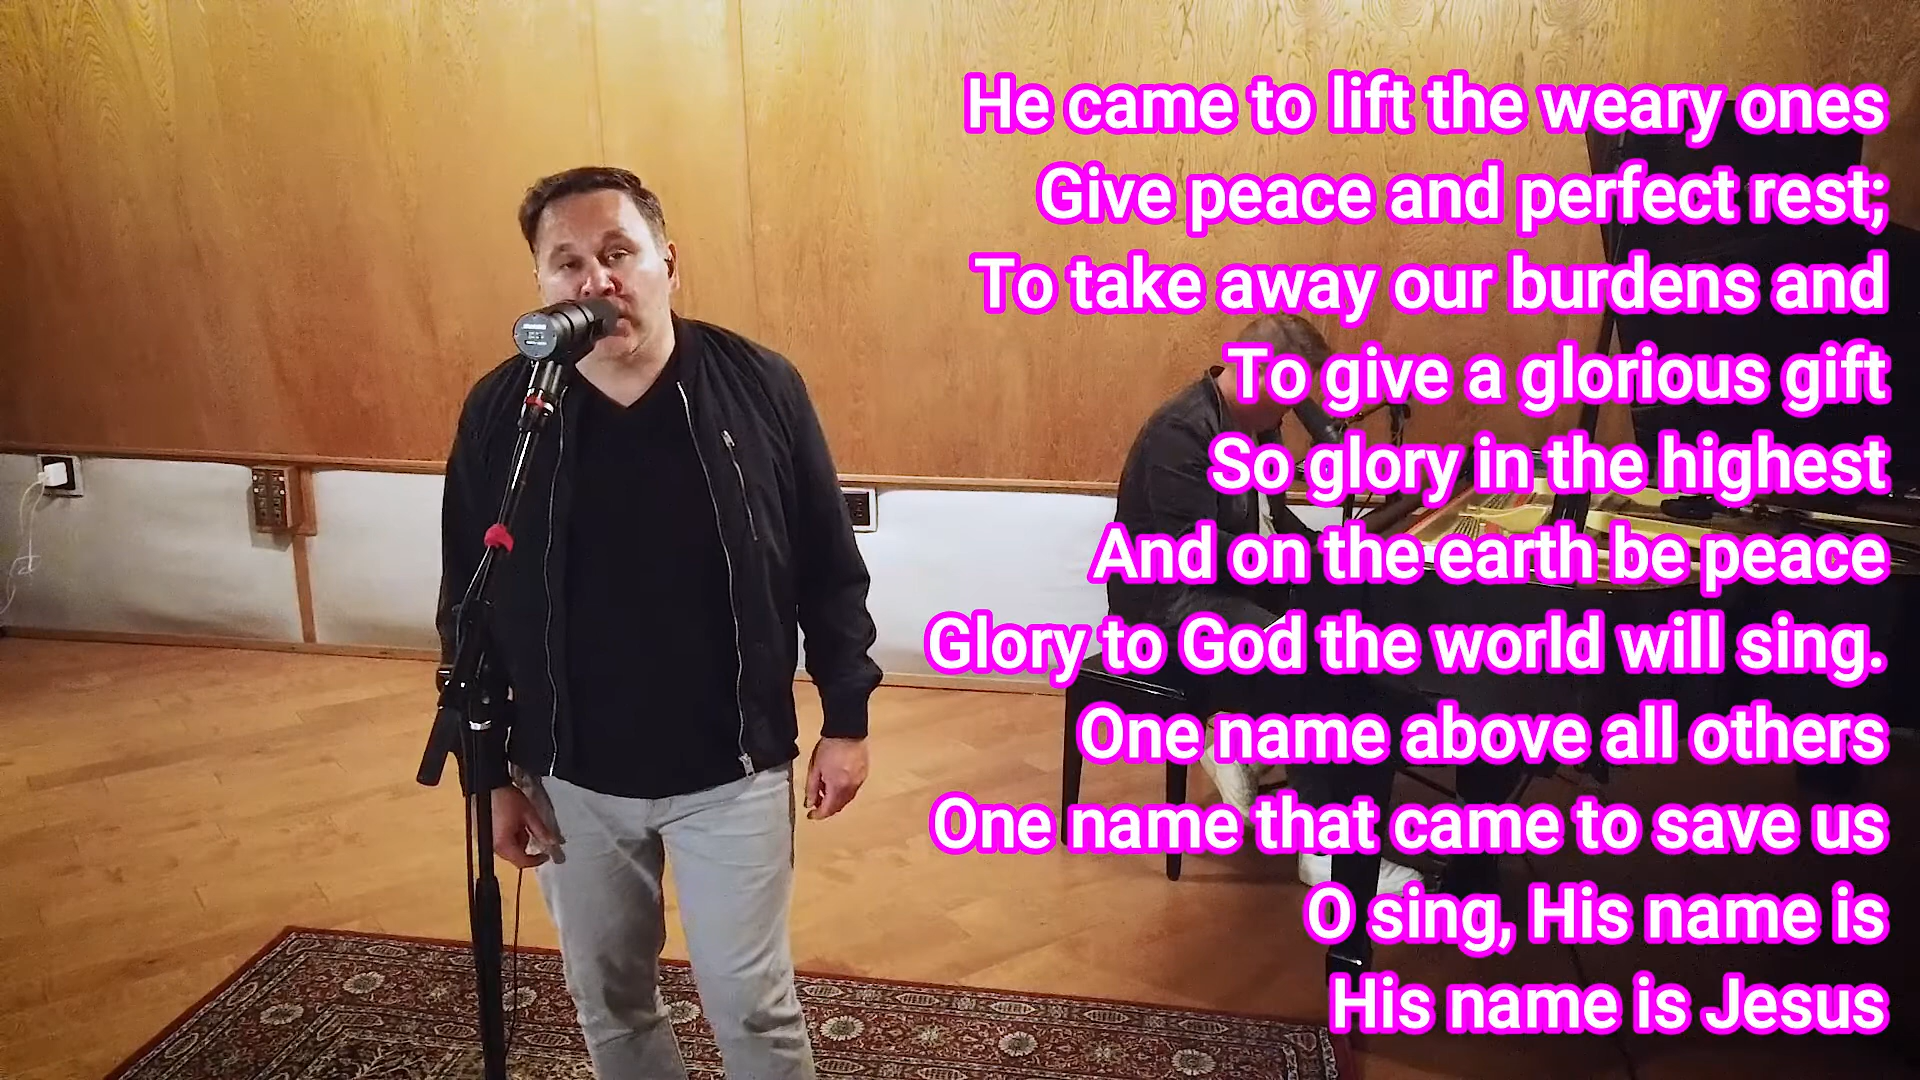 He came to lift the weary ones
Give peace and perfect rest;
To take away our burdens and
To give a glorious gift
So glory in the highest
And on the earth be peace
Glory to God the world will sing.
One name above all others
One name that came to save us
O sing, His name is
His name is Jesus